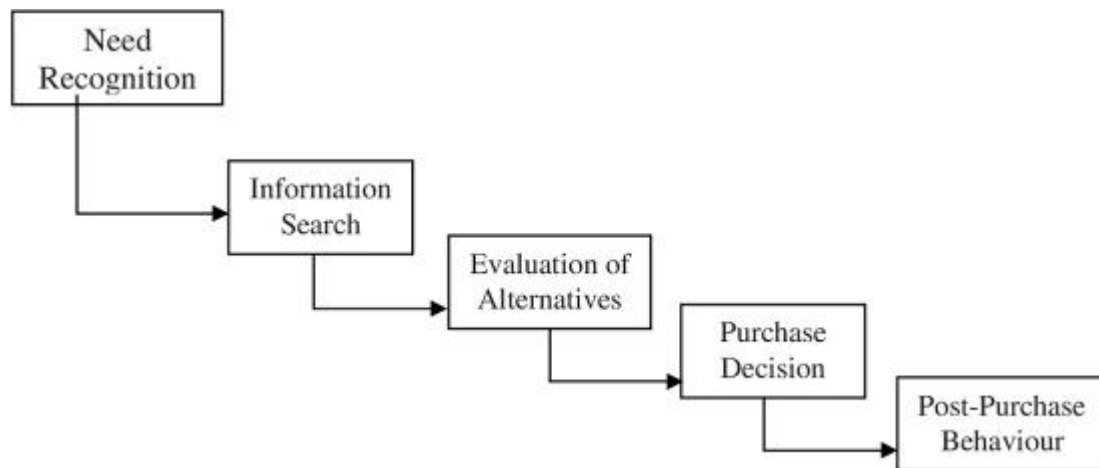 Need
Recognition
Information
Search
Evaluation of
Alternatives
Purchase
Decision
Post-Purchase
Behaviour